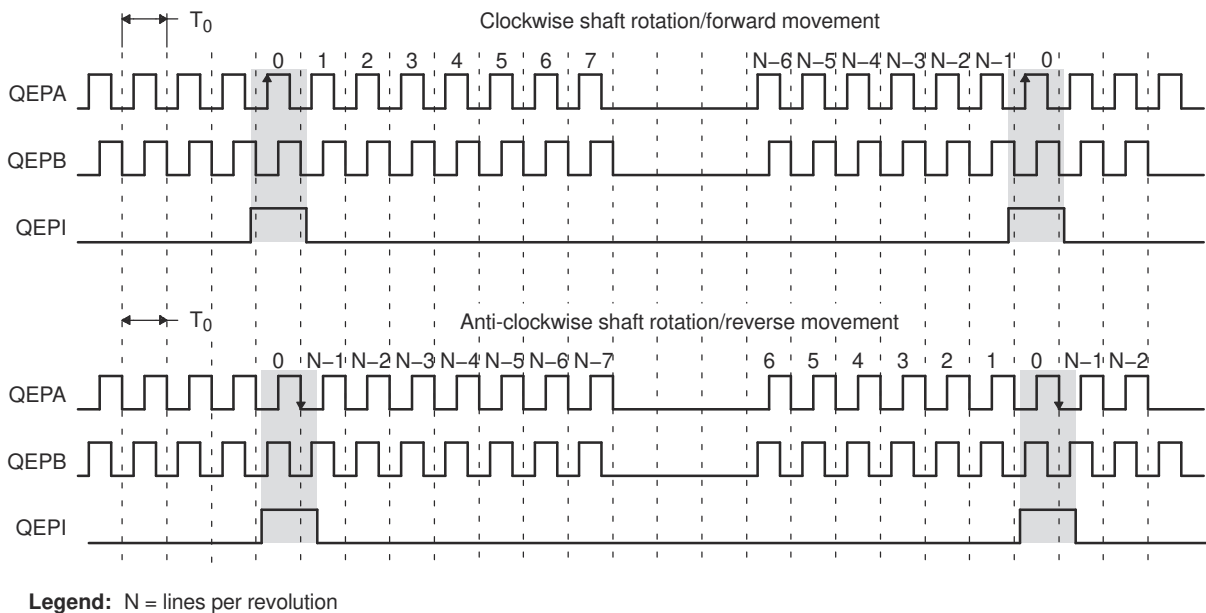 T0 Clockwise shaft rotation/forward movement
0 1 2 3 4 5 6 7 N−6 N−5 N−4 N−3 N−2 N−1 0
QEPA
QEPB
QEPI
T0 Anti-clockwise shaft rotation/reverse movement
0 N−1 N−2 N−3 N−4 N−5 N−6 N−7 6 5 4 3 2 1 0 N−1 N−2
QEPA
QEPB
QEPI
Legend: N = lines per revolution